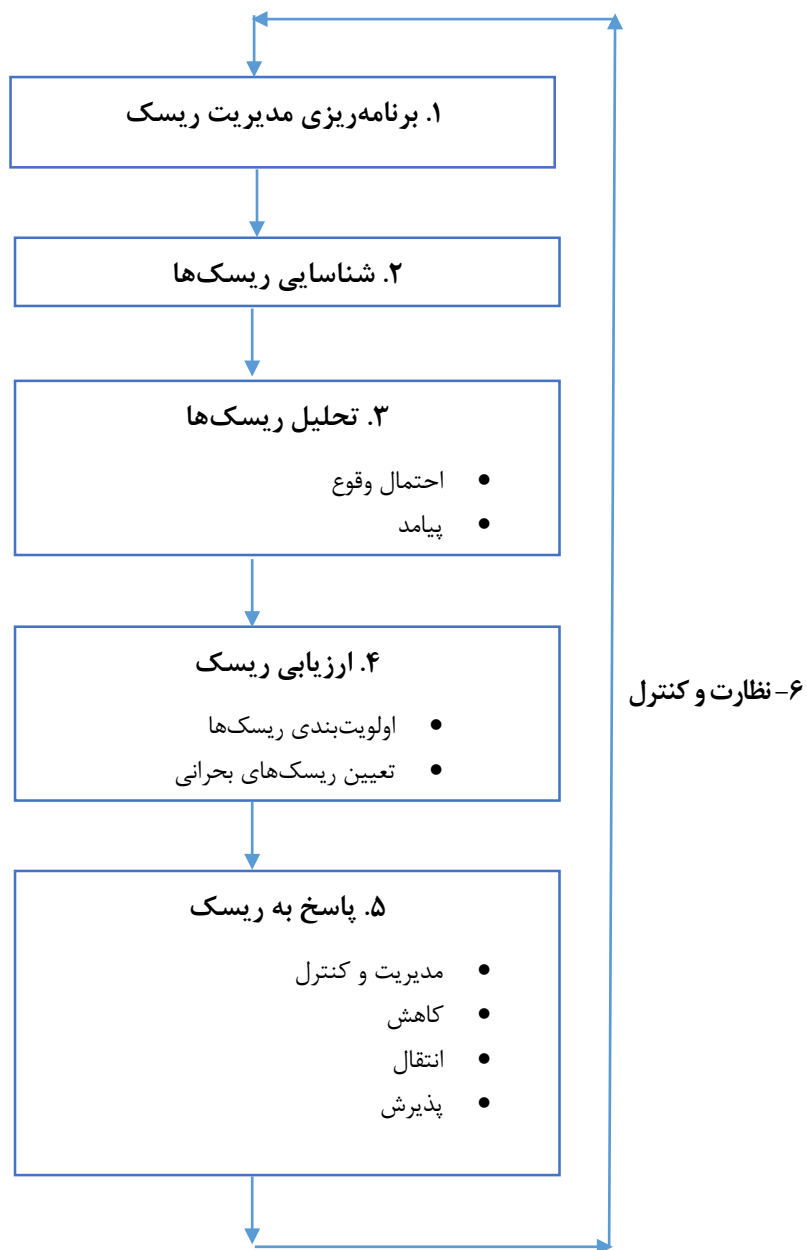 ۱. برنامه‌ریزی مدیریت ریسک
۲. شناسایی ریسک‌ها
۳. تحلیل ریسک‌ها
• احتمال وقوع
• پیامد
۴. ارزیابی ریسک
• اولویت‌بندی ریسک‌ها
• تعیین ریسک‌های بحرانی
۵. پاسخ به ریسک
• مدیریت و کنترل
• کاهش
• انتقال
• پذیرش
۶- نظارت و کنترل